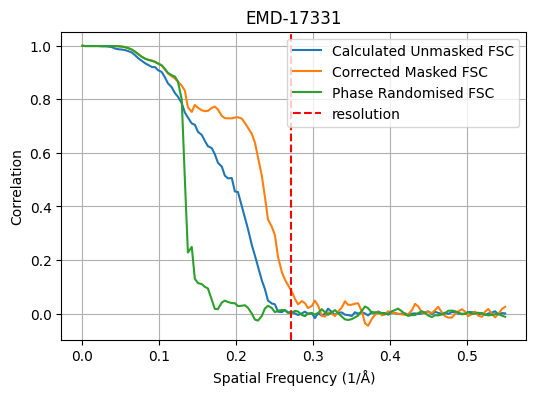 EMD-17331
1.0
0.8
0.6
0.4
0.2
0.0
Correlation
Calculated Unmasked FSC
Corrected Masked FSC
Phase Randomised FSC
resolution
0.0 0.1 0.2 0.3 0.4 0.5
Spatial Frequency (1/Å)